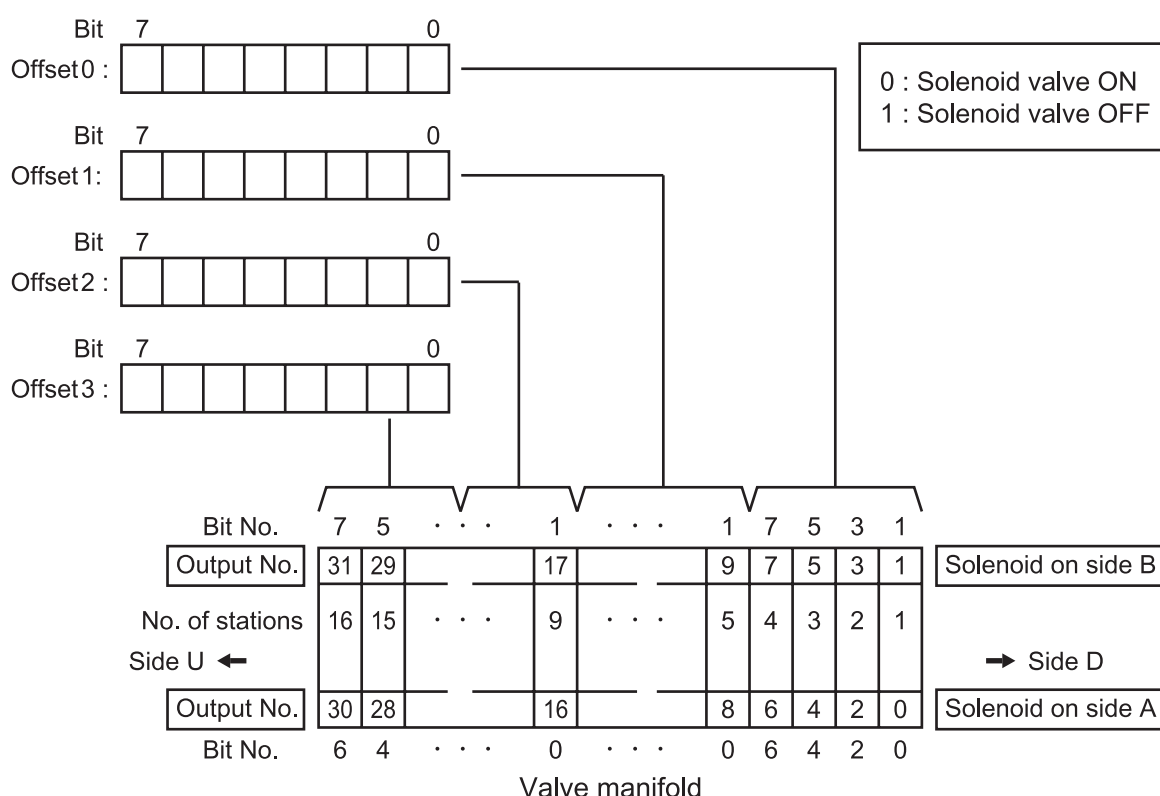 Bit 7 0
Offset0 :
0 : Solenoid valve ON
1 : Solenoid valve OFF
Bit 7 0
Offset1:
Bit 7 0
Offset2 :
Bit 7 0
Offset3 :
Bit No. 7 5 · · · 1 · · · 1 7 5 3 1
Output No. 31 29 17 9 7 5 3 1 Solenoid on side B
No. of stations 16 15 · · · 9 · · · 5 4 3 2 1
Side U ← → Side D
Output No. 30 28 16 8 6 4 2 0 Solenoid on side A
Bit No. 6 4 · · · 0 · · · 0 6 4 2 0
Valve manifold